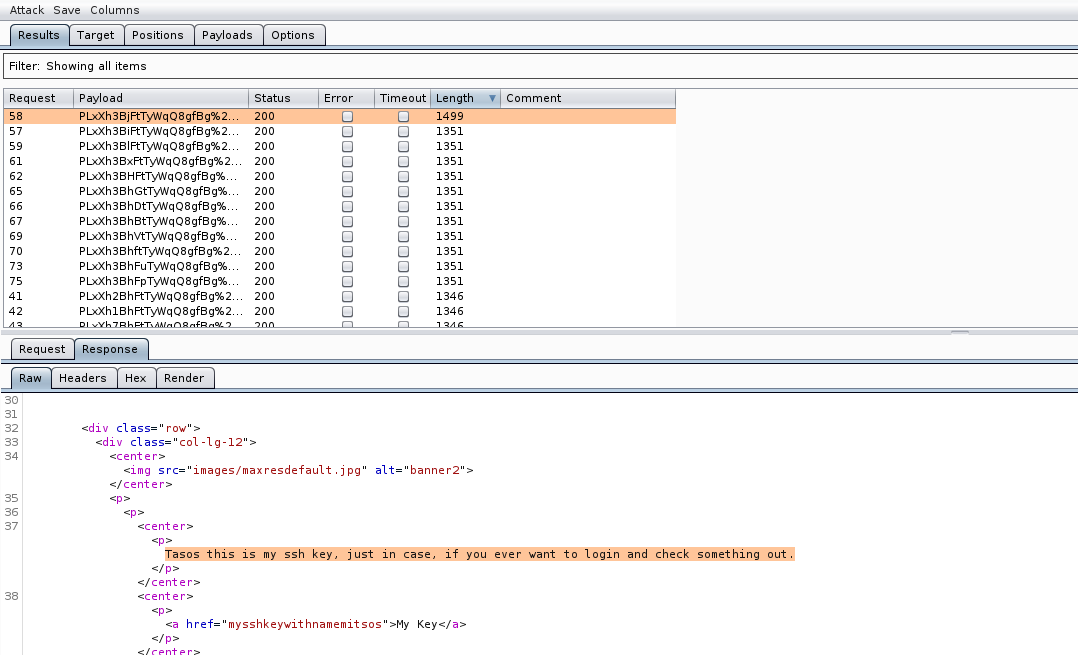 Attack Save Columns
Results Target Positions Payloads Options
Filter: Showing all items
Request Payload Status Error Timeout Length Comment
58 PLxXh3BjFtTyWqQ8gfBg%2... 200 1499
57 PLxXh3BiFtTyWqQ8gfBg%2... 200 1351
59 PLxXh3BlFtTyWqQ8gfBg%2... 200 1351
61 PLxXh3BxFtTyWqQ8gfBg%2... 200 1351
62 PLxXh3BHFtTyWqQ8gfBg%... 200 1351
65 PLxXh3BhGtTyWqQ8gfBg%... 200 1351
66 PLxXh3BhDtTyWqQ8gfBg%... 200 1351
67 PLxXh3BhBtTyWqQ8gfBg%... 200 1351
69 PLxXh3BhVtTyWqQ8gfBg%... 200 1351
70 PLxXh3BhftTyWqQ8gfBg%2... 200 1351
73 PLxXh3BhFuTyWqQ8gfBg%... 200 1351
75 PLxXh3BhFpTyWqQ8gfBg%... 200 1351
41 PLxXh2BhFtTyWqQ8gfBg%2... 200 1346
42 PLxXh1BhFtTyWqQ8gfBg%2... 200 1346
43 PLxXh7BhFtTyWqQ8gfBg%2... 200 1346
Request Response
Raw Headers Hex Render
30
31
32 <div class="row">
33 <div class="col-lg-12">
34 <center>
<img src="images/maxresdefault.jpg" alt="banner2">
</center>
35 <p>
36 <p>
37 <center>
<p>
Tasos this is my ssh key, just in case, if you ever want to login and check something out.
</p>
</center>
38 <center>
<p>
<a href="mysshkeywithnamemitsos">My Key</a>
</p>
</center>